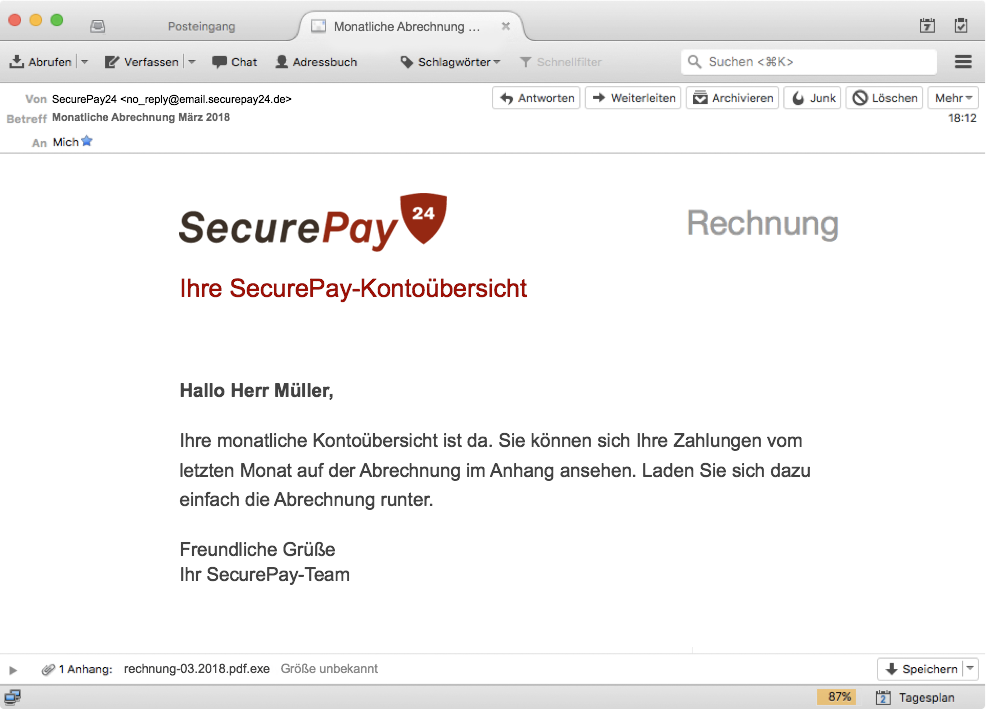 Posteingang
Monatliche Abrechnung ...
7
Abrufen
Verfassen
Chat
Adressbuch
Schlagwörter
Schnellfilter
Suchen <⌘K>
Von SecurePay24 <no_reply@email.securepay24.de>
Antworten
Weiterleiten
Archivieren
Junk
Löschen
Mehr
Betreff Monatliche Abrechnung März 2018
18:12
An Mich
SecurePay 24
Rechnung
Ihre SecurePay-Kontoübersicht
Hallo Herr Müller,
Ihre monatliche Kontoübersicht ist da. Sie können sich Ihre Zahlungen vom
letzten Monat auf der Abrechnung im Anhang ansehen. Laden Sie sich dazu
einfach die Abrechnung runter.
Freundliche Grüße
Ihr SecurePay-Team
1 Anhang: rechnung-03.2018.pdf.exe Größe unbekannt
Speichern
87%
2
Tagesplan